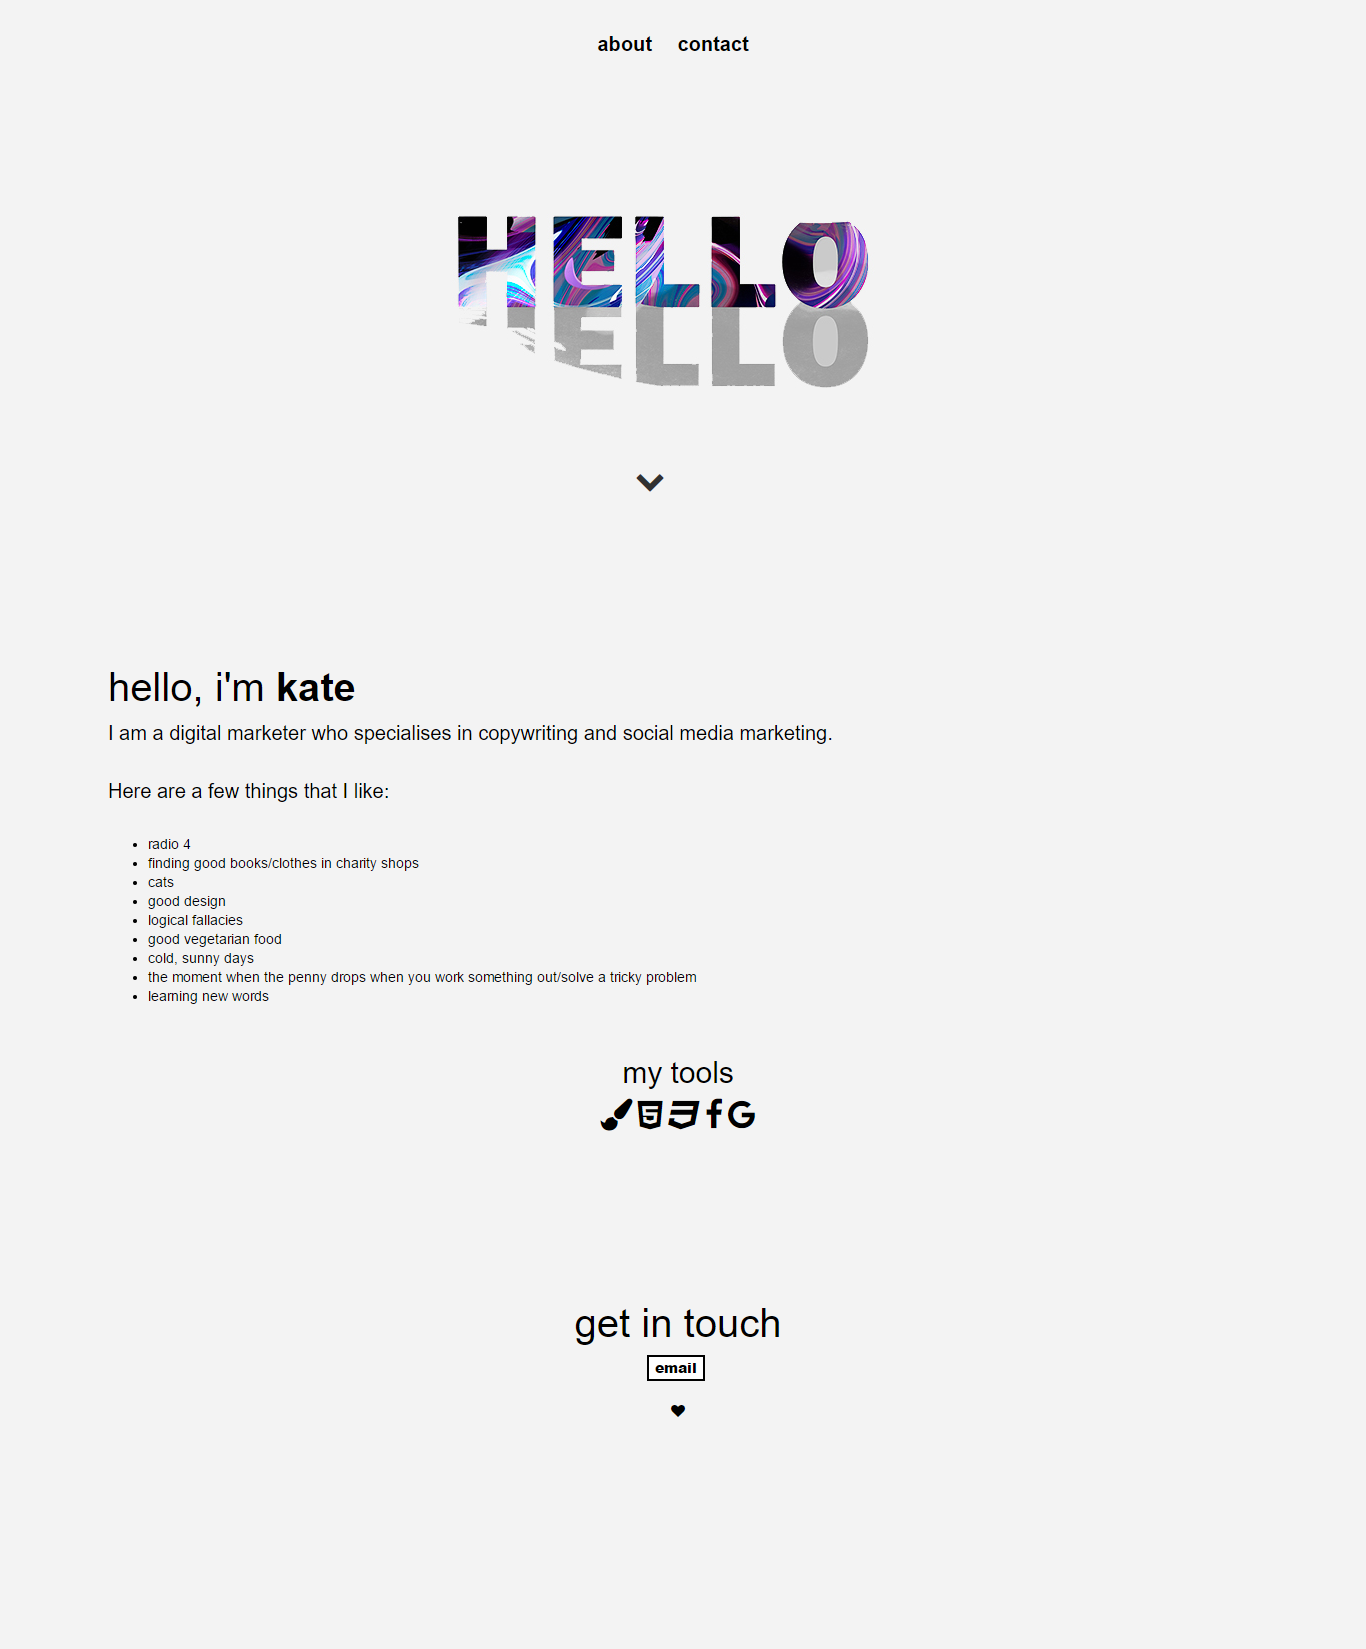 about contact
HELLO
HELLO
hello, i'm kate
I am a digital marketer who specialises in copywriting and social media marketing.
Here are a few things that I like:
radio 4
finding good books/clothes in charity shops
cats
good design
logical fallacies
good vegetarian food
cold, sunny days
the moment when the penny drops when you work something out/solve a tricky problem
learning new words
my tools
get in touch
email